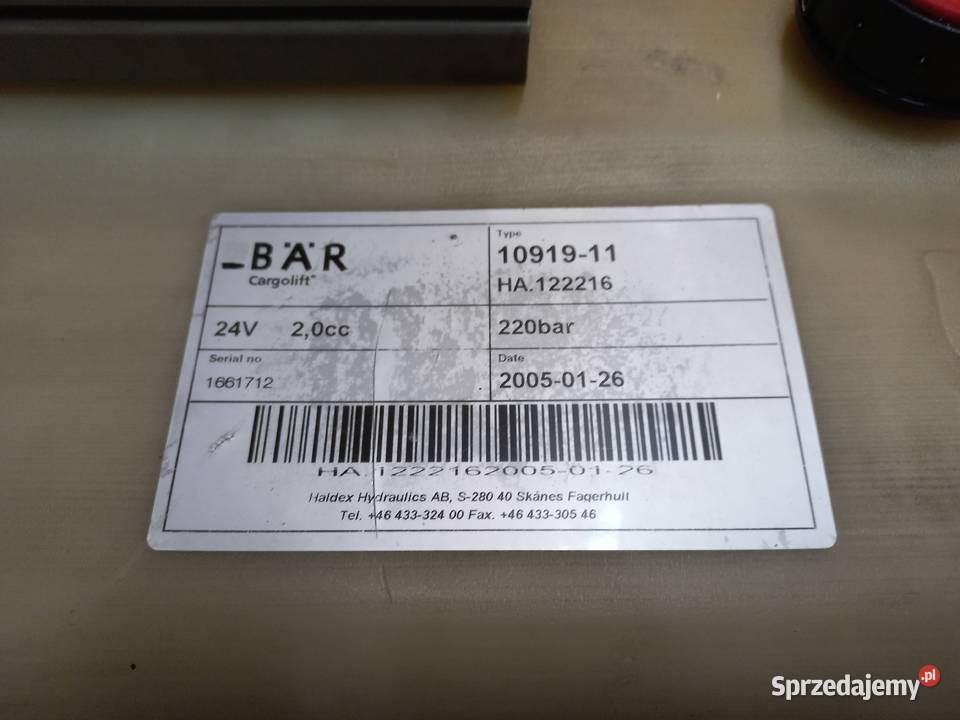 BÄR
Cargolift
Type
10919-11
HA.122216
24V 2,0cc
220bar
Serial no
1661712
Date
2005-01-26
HA.1222162005-01-26
Haldex Hydraulics AB, S-280 40 Skånes Fagerhult
Tel. +46 433-324 00 Fax. +46 433-305 46
Sprzedajemy.pl